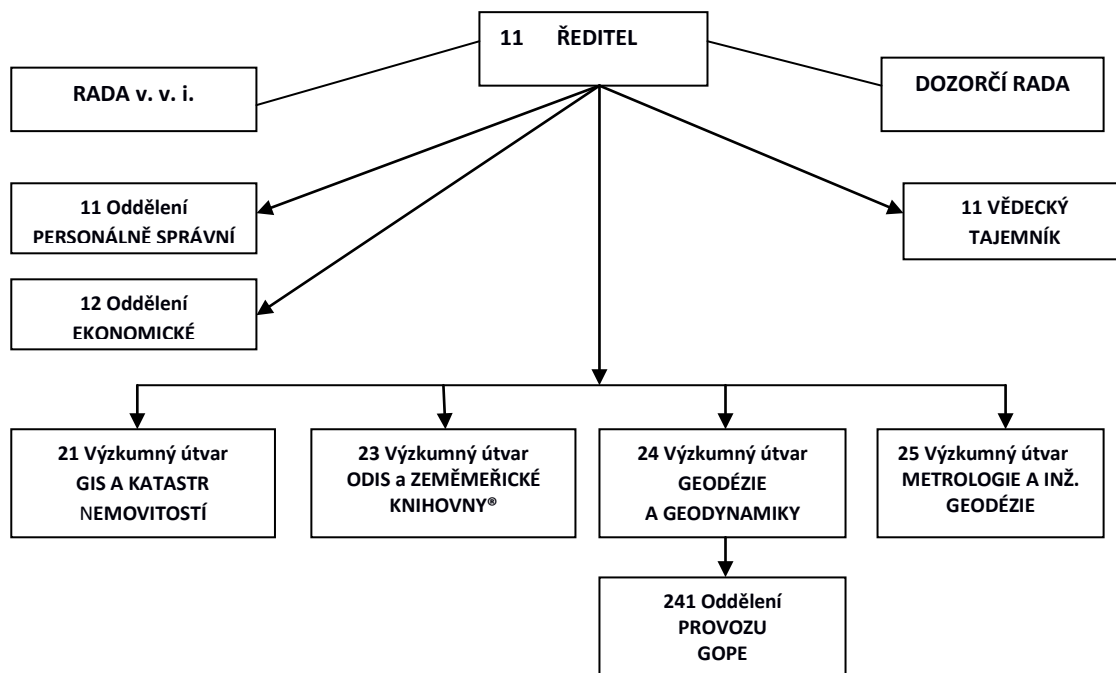 11 ŘEDITEL
RADA v. v. i.
DOZORČÍ RADA
11 Oddělení
PERSONÁLNĚ SPRÁVNÍ
11 VĚDECKÝ
TAJEMNÍK
12 Oddělení
EKONOMICKÉ
21 Výzkumný útvar
GIS A KATASTR
NEMOVITOSTÍ
23 Výzkumný útvar
ODIS a ZEMĚMĚŘICKÉ
KNIHOVNY®
24 Výzkumný útvar
GEODÉZIE
A GEODYNAMIKY
25 Výzkumný útvar
METROLOGIE A INŽ.
GEODÉZIE
241 Oddělení
PROVOZU
GOPE